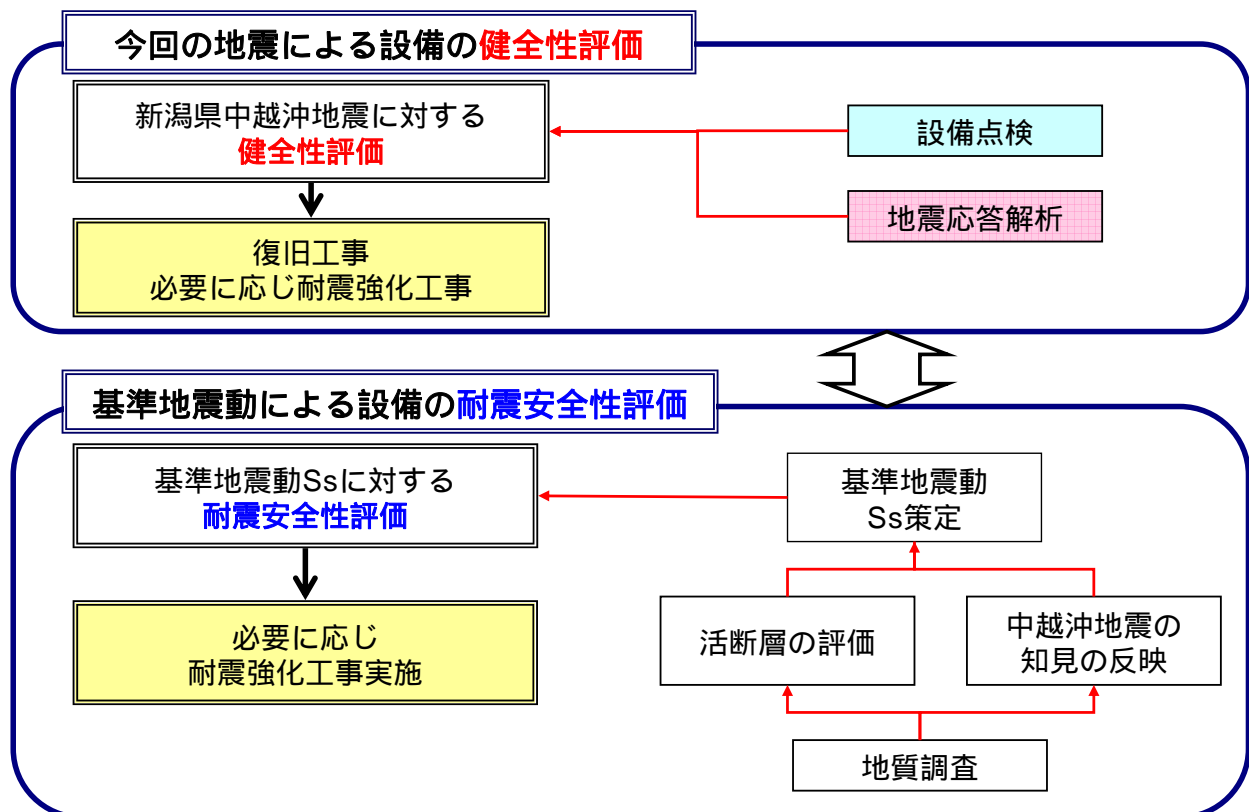 今回の地震による設備の健全性評価
新潟県中越沖地震に対する
健全性評価
設備点検
地震応答解析
復旧工事
必要に応じ耐震強化工事
基準地震動による設備の耐震安全性評価
基準地震動Ssに対する
耐震安全性評価
基準地震動
Ss策定
必要に応じ
耐震強化工事実施
活断層の評価
中越沖地震の
知見の反映
地質調査